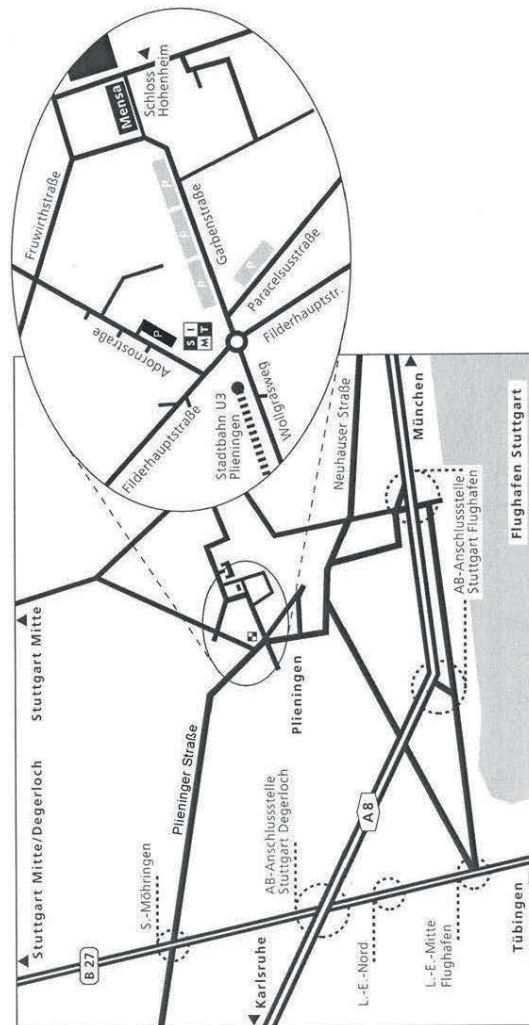 Stuttgart Mitte/Degerloch
Stuttgart Mitte
B 27
S.-Möhringen
Plieninger Straße
Karlsruhe
AB-Anschlussstelle
Stuttgart Degerloch
L.-E.-Nord
L.-E.-Mitte
Flughafen
Tübingen
A8
Plieningen
Neuhauser Straße
München
AB-Anschlussstelle
Stuttgart Flughafen
Flughafen Stuttgart
Fruwirthstraße
Adornostraße
P
S I
M T
Filderhauptstraße
Stadtbahn U3
Plieningen
Wollgrasweg
Mensa
Schloss
Hohenheim
P
P
P
Garbenstraße
P
Paracelsusstraße
Filderhauptstr.